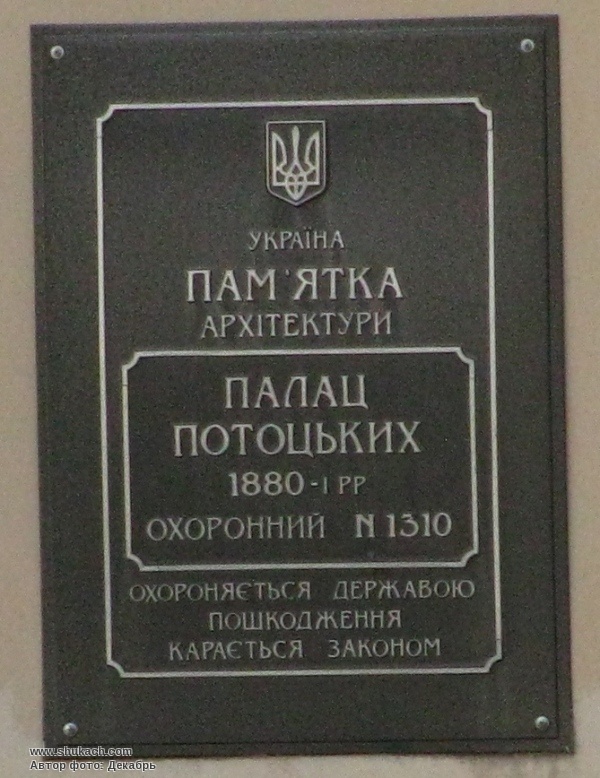 УКРАЇНА
ПАМ'ЯТКА
АРХІТЕКТУРИ
ПАЛАЦ
ПОТОЦЬКИХ
1880-І РР
ОХОРОННИЙ N 1310
ОХОРОНЯЄТЬСЯ ДЕРЖАВОЮ
ПОШКОДЖЕННЯ
КАРАЄТЬСЯ ЗАКОНОМ
www.shukach.com
Автор фото: Декабрь